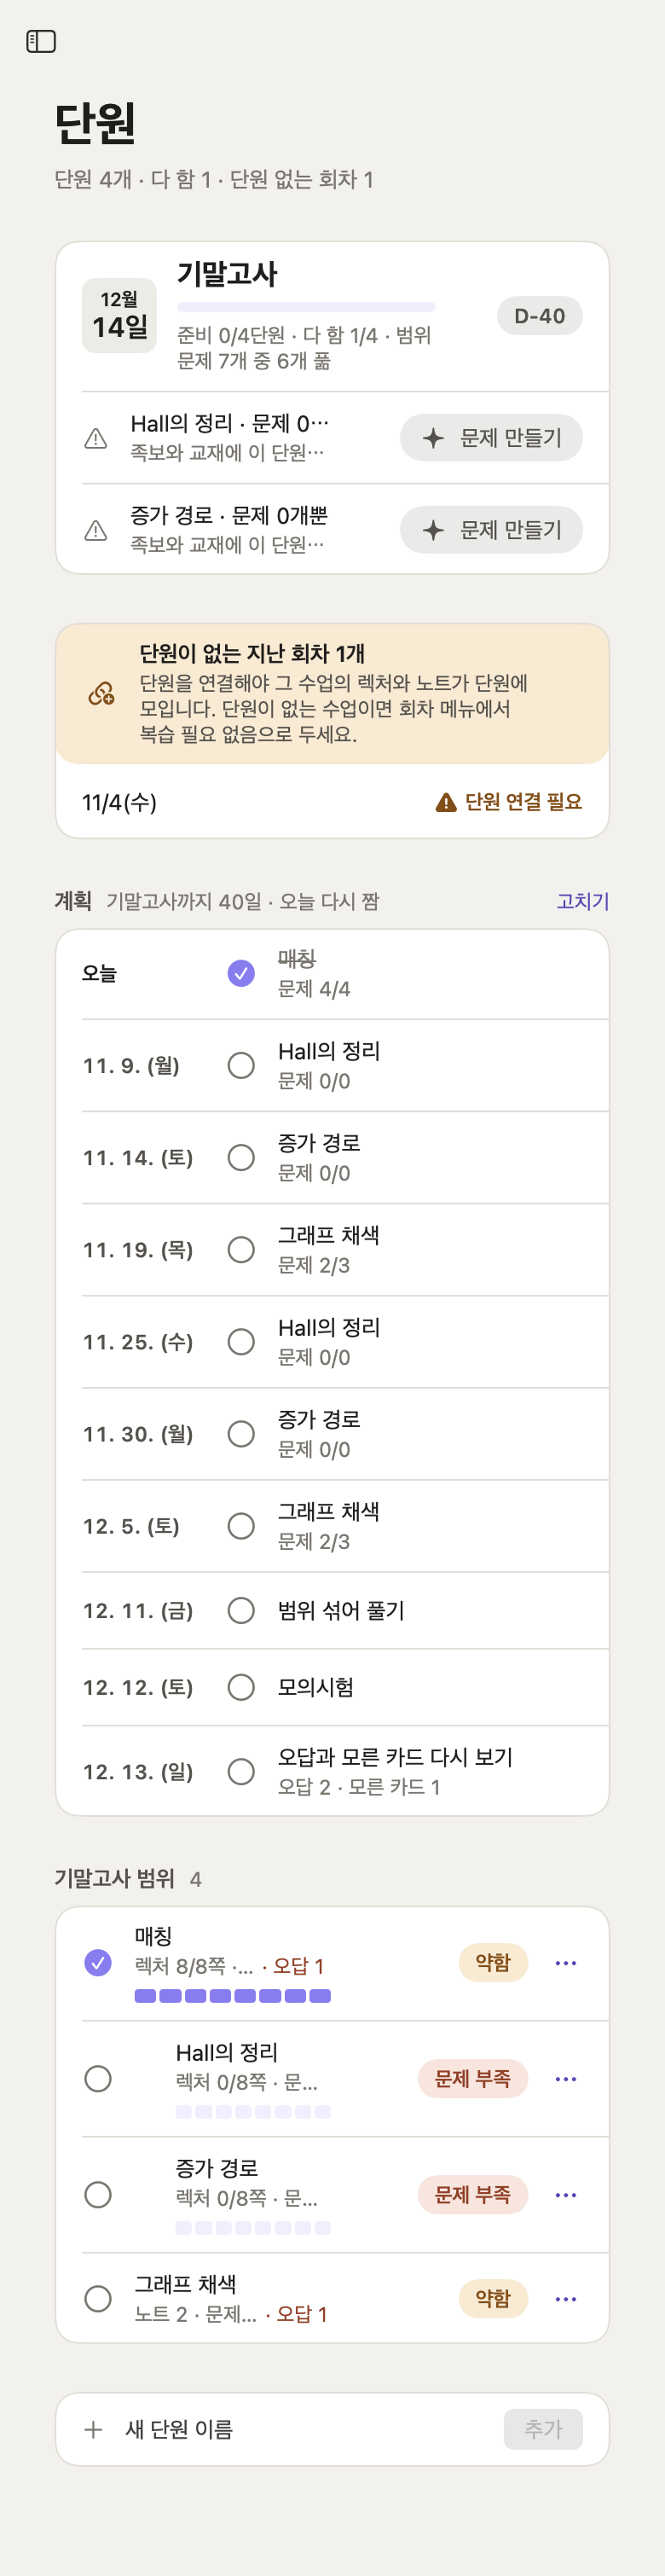 단원
단원 4개 · 다 함 1 · 단원 없는 회차 1
12월
14일
기말고사
준비 0/4단원 · 다 함 1/4 · 범위
문제 7개 중 6개 풂
D-40
Hall의 정리 · 문제 0…
족보와 교재에 이 단원…
문제 만들기
증가 경로 · 문제 0개뿐
족보와 교재에 이 단원…
문제 만들기
단원이 없는 지난 회차 1개
단원을 연결해야 그 수업의 렉처와 노트가 단원에
모입니다. 단원이 없는 수업이면 회차 메뉴에서
복습 필요 없음으로 두세요.
11/4(수)
단원 연결 필요
계획 기말고사까지 40일 · 오늘 다시 짬
고치기
오늘
매칭
문제 4/4
11. 9. (월)
Hall의 정리
문제 0/0
11. 14. (토)
증가 경로
문제 0/0
11. 19. (목)
그래프 채색
문제 2/3
11. 25. (수)
Hall의 정리
문제 0/0
11. 30. (월)
증가 경로
문제 0/0
12. 5. (토)
그래프 채색
문제 2/3
12. 11. (금)
범위 섞어 풀기
12. 12. (토)
모의시험
12. 13. (일)
오답과 모른 카드 다시 보기
오답 2 · 모른 카드 1
기말고사 범위 4
매칭
렉처 8/8쪽 ·... · 오답 1
약함
Hall의 정리
렉처 0/8쪽 · 문...
문제 부족
증가 경로
렉처 0/8쪽 · 문...
문제 부족
그래프 채색
노트 2 · 문제... · 오답 1
약함
새 단원 이름
추가